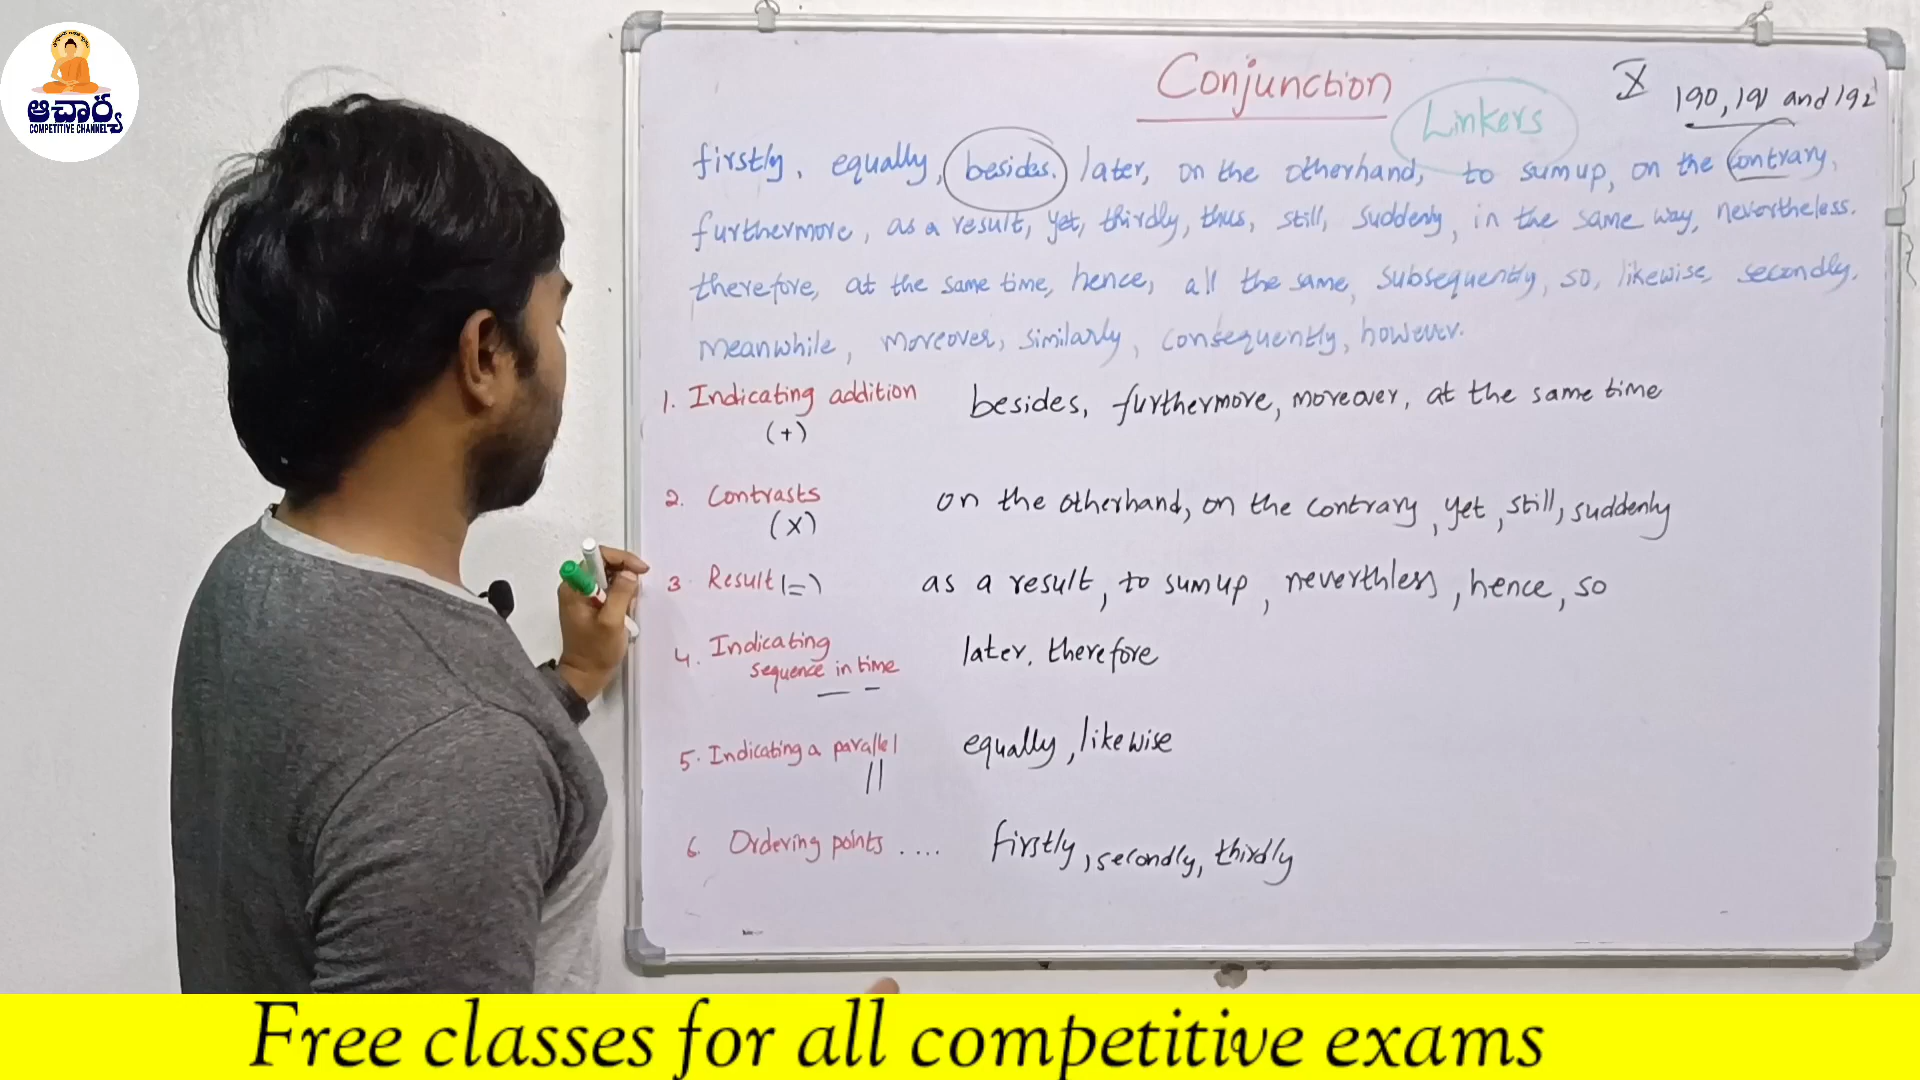 ఆచార్య
COMPETITIVE CHANNEL
Conjunction
Linkers
X 190, 191 and 192
firstly, equally, besides. later, on the otherhand, to sumup, on the contrary,
furthermore, as a result, yet, thirdly, thus, still, suddenly, in the same way, nevertheless.
therefore, at the same time, hence, all the same, subsequently, so, likewise, secondly.
meanwhile, moreover, similarly, consequently, however.
1. Indicating addition besides, furthermore, moreover, at the same time
(+)
2. Contrasts on the otherhand, on the contrary, yet, still, suddenly
(x)
3. Result (=) as a result, to sumup, neverthless, hence, so
4. Indicating later, therefore
sequence in time
5. Indicating a parallel equally, likewise
||
6. Ordering points .... firstly, secondly, thirdly
Free classes for all competitive exams